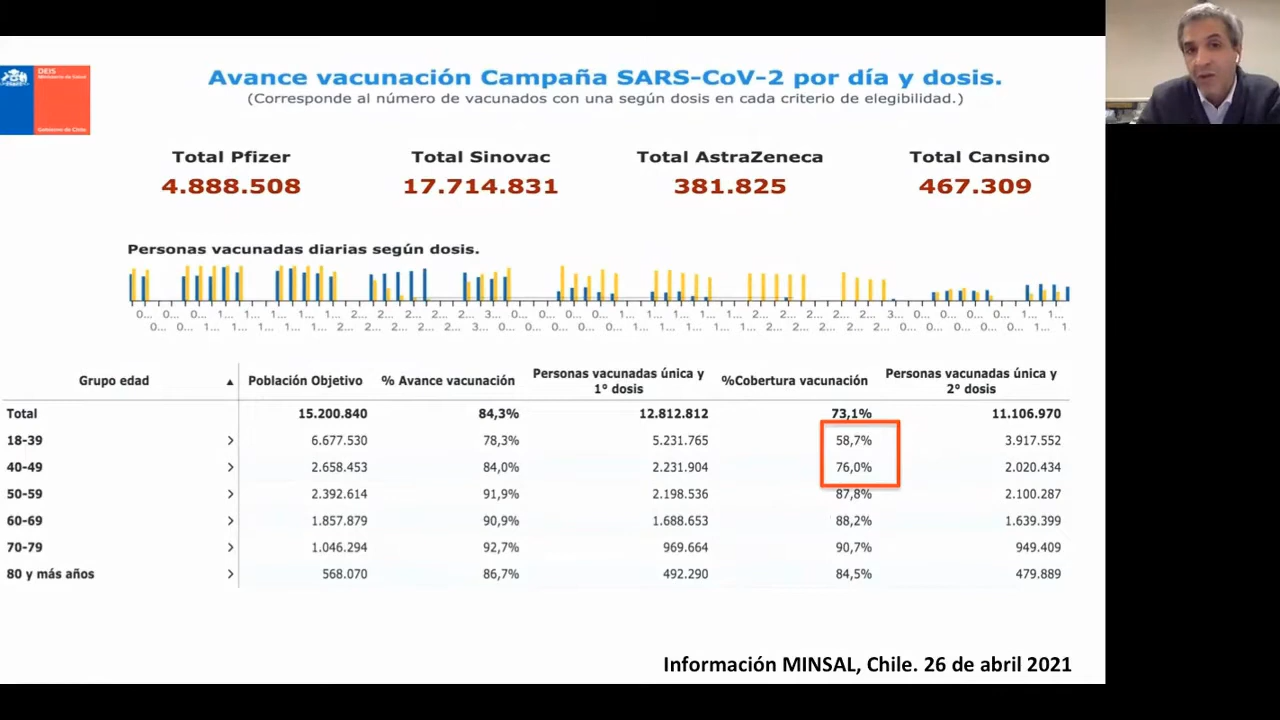 DEIS
Ministerio de Salud
Gobierno de Chile
Avance vacunación Campaña SARS-CoV-2 por día y dosis.
(Corresponde al número de vacunados con una según dosis en cada criterio de elegibilidad.)
Total Pfizer Total Sinovac Total AstraZeneca Total Cansino
4.888.508 17.714.831 381.825 467.309
Personas vacunadas diarias según dosis.
Grupo edad Población Objetivo % Avance vacunación Personas vacunadas única y 1° dosis %Cobertura vacunación Personas vacunadas única y 2° dosis
Total 15.200.840 84,3% 12.812.812 73,1% 11.106.970
18-39 6.677.530 78,3% 5.231.765 58,7% 3.917.552
40-49 2.658.453 84,0% 2.231.904 76,0% 2.020.434
50-59 2.392.614 91,9% 2.198.536 87,8% 2.100.287
60-69 1.857.879 90,9% 1.688.653 88,2% 1.639.399
70-79 1.046.294 92,7% 969.664 90,7% 949.409
80 y más años 568.070 86,7% 492.290 84,5% 479.889
Información MINSAL, Chile. 26 de abril 2021